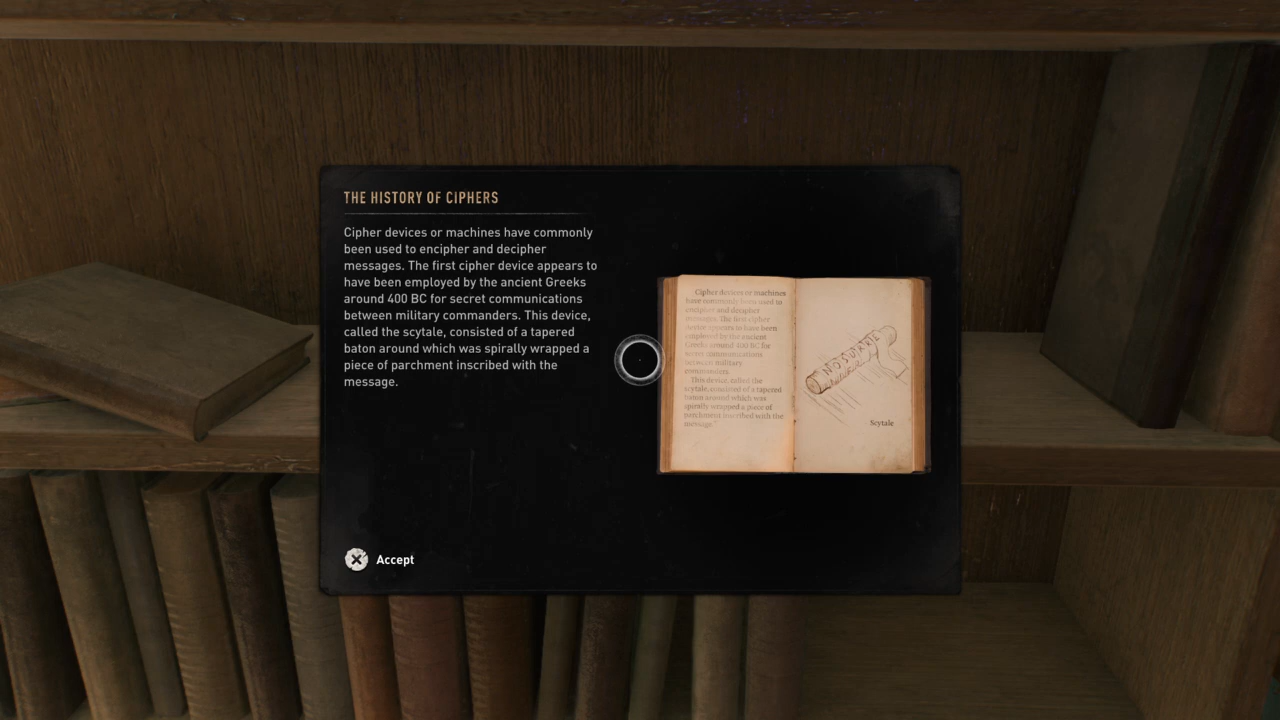 THE HISTORY OF CIPHERS
Cipher devices or machines have commonly
been used to encipher and decipher
messages. The first cipher device appears to
have been employed by the ancient Greeks
around 400 BC for secret communications
between military commanders. This device,
called the scytale, consisted of a tapered
baton around which was spirally wrapped a
piece of parchment inscribed with the
message.
Accept
Cipher devices or machines
have commonly been used to
encipher and decipher
messages. The first cipher
device appears to have been
employed by the ancient
Greeks around 400 BC for
secret communications
between military
commanders.
This device, called the
scytale, consisted of a tapered
baton around which was
spirally wrapped a piece of
parchment inscribed with the
message."
Scytale